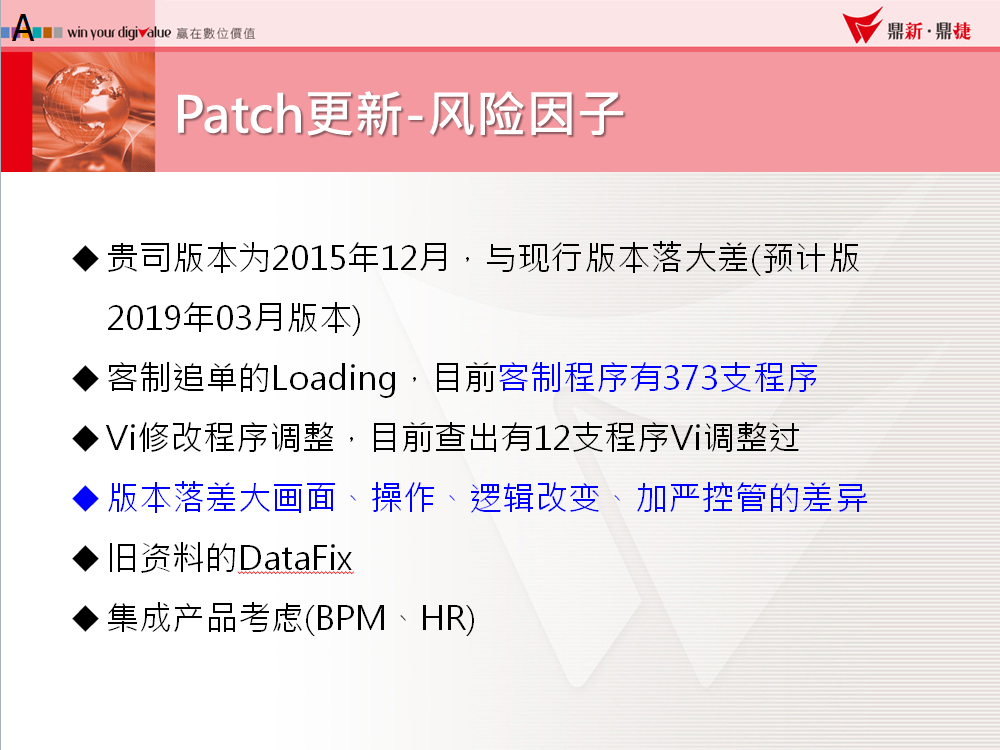 A
win your digivalue 贏在數位價值
鼎新·鼎捷
Patch更新-风险因子
◆贵司版本为2015年12月，与现行版本落大差(预计版
2019年03月版本)
◆客制追单的Loading，目前客制程序有373支程序
◆Vi修改程序调整，目前查出有12支程序Vi调整过
◆版本落差大画面、操作、逻辑改变、加严控管的差异
◆旧资料的DataFix
◆集成产品考虑(BPM、HR)